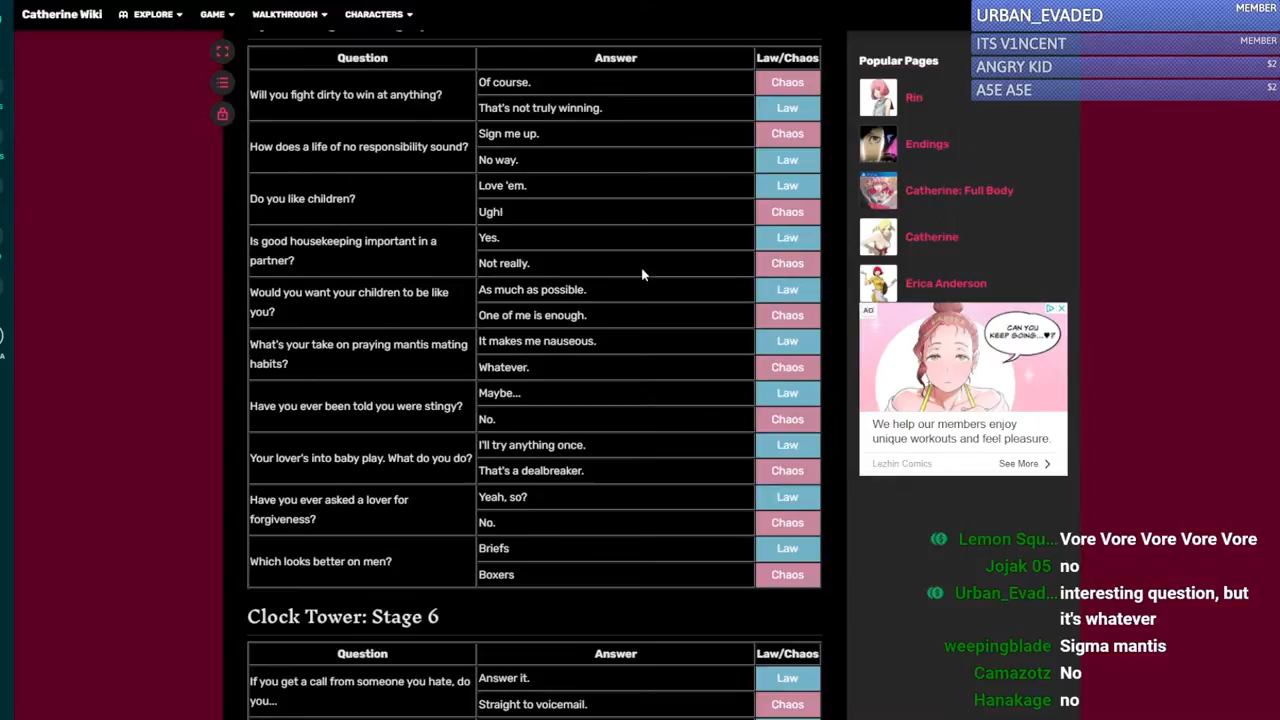 Catherine Wiki
EXPLORE
GAME
WALKTHROUGH
CHARACTERS
URBAN_EVADED
MEMBER
ITS V1NCENT
MEMBER
ANGRY KID
$2
A5E A5E
$2
Question
Answer
Law/Chaos
Will you fight dirty to win at anything?
Of course.
Chaos
That's not truly winning.
Law
How does a life of no responsibility sound?
Sign me up.
Chaos
No way.
Law
Do you like children?
Love 'em.
Law
Ugh!
Chaos
Is good housekeeping important in a
partner?
Yes.
Law
Not really.
Chaos
Would you want your children to be like
you?
As much as possible.
Law
One of me is enough.
Chaos
What's your take on praying mantis mating
habits?
It makes me nauseous.
Law
Whatever.
Chaos
Have you ever been told you were stingy?
Maybe...
Law
No.
Chaos
Your lover's into baby play. What do you do?
I'll try anything once.
Law
That's a dealbreaker.
Chaos
Have you ever asked a lover for
forgiveness?
Yeah, so?
Law
No.
Chaos
Which looks better on men?
Briefs
Law
Boxers
Chaos
Clock Tower: Stage 6
Question
Answer
Law/Chaos
If you get a call from someone you hate, do
you...
Answer it.
Law
Straight to voicemail.
Chaos
Popular Pages
Rin
Endings
Catherine: Full Body
Catherine
Erica Anderson
AD
CAN YOU
KEEP GOING...♥?
We help our members enjoy
unique workouts and feel pleasure.
Lezhin Comics
See More
Lemon Squ... Vore Vore Vore Vore Vore
Jojak 05 no
Urban_Evad... interesting question, but
it's whatever
weepingblade Sigma mantis
Camazotz No
Hanakage no